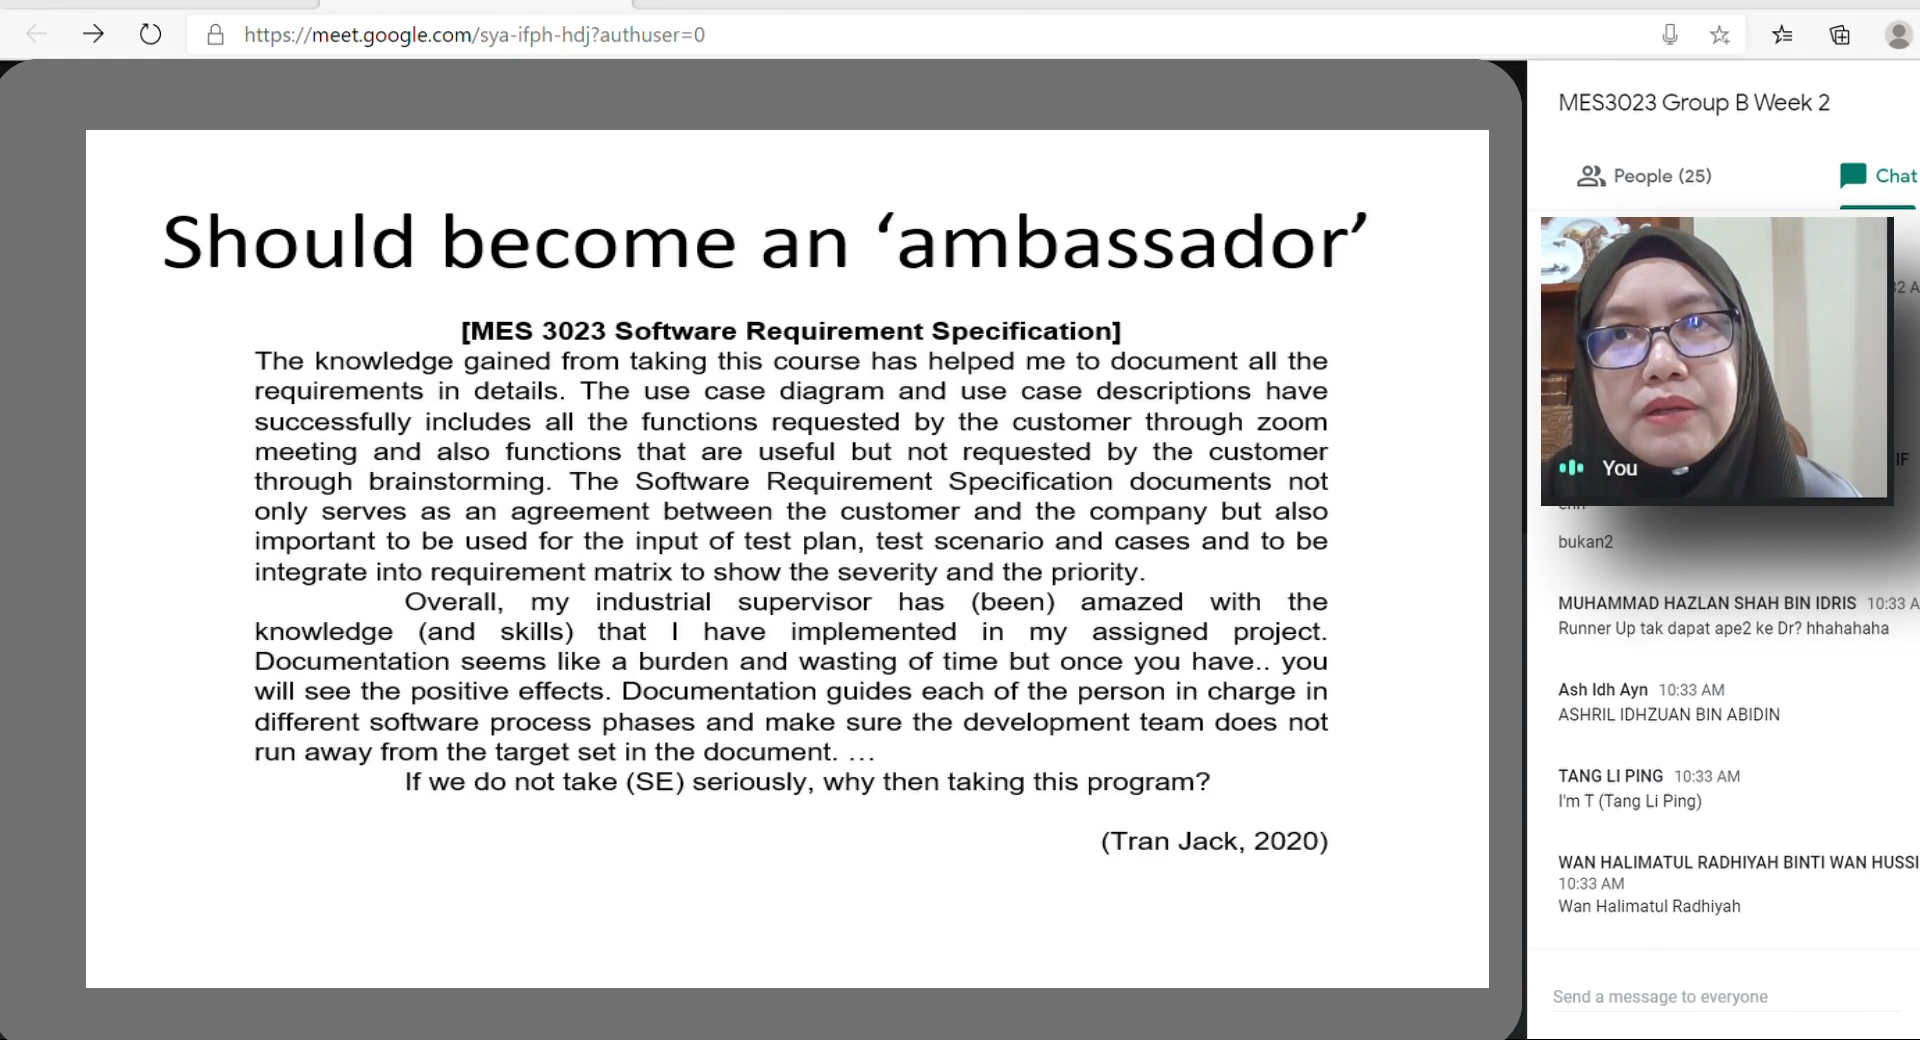 https://meet.google.com/sya-ifph-hdj?authuser=0
Should become an ‘ambassador’
[MES 3023 Software Requirement Specification]
The knowledge gained from taking this course has helped me to document all the
requirements in details. The use case diagram and use case descriptions have
successfully includes all the functions requested by the customer through zoom
meeting and also functions that are useful but not requested by the customer
through brainstorming. The Software Requirement Specification documents not
only serves as an agreement between the customer and the company but also
important to be used for the input of test plan, test scenario and cases and to be
integrate into requirement matrix to show the severity and the priority.
Overall, my industrial supervisor has (been) amazed with the
knowledge (and skills) that I have implemented in my assigned project.
Documentation seems like a burden and wasting of time but once you have.. you
will see the positive effects. Documentation guides each of the person in charge in
different software process phases and make sure the development team does not
run away from the target set in the document. …
If we do not take (SE) seriously, why then taking this program?
(Tran Jack, 2020)
MES3023 Group B Week 2
People (25)
Chat
You
bukan2
MUHAMMAD HAZLAN SHAH BIN IDRIS 10:33 A
Runner Up tak dapat ape2 ke Dr? hhahahaha
Ash Idh Ayn 10:33 AM
ASHRIL IDHZUAN BIN ABIDIN
TANG LI PING 10:33 AM
I'm T (Tang Li Ping)
WAN HALIMATUL RADHIYAH BINTI WAN HUSSI
10:33 AM
Wan Halimatul Radhiyah
Send a message to everyone